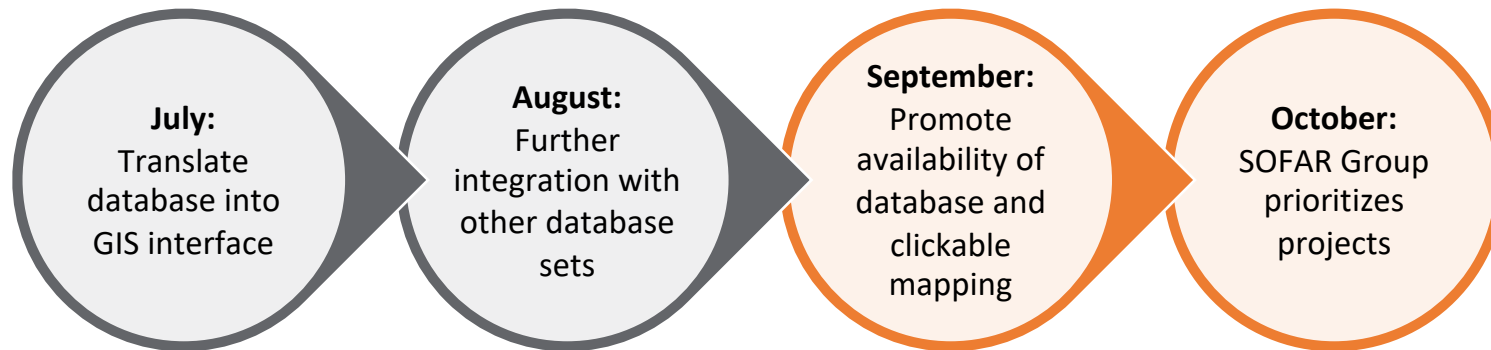 July:
Translate
database into
GIS interface
August:
Further
integration with
other database
sets
September:
Promote
availability of
database and
clickable
mapping
October:
SOFAR Group
prioritizes
projects